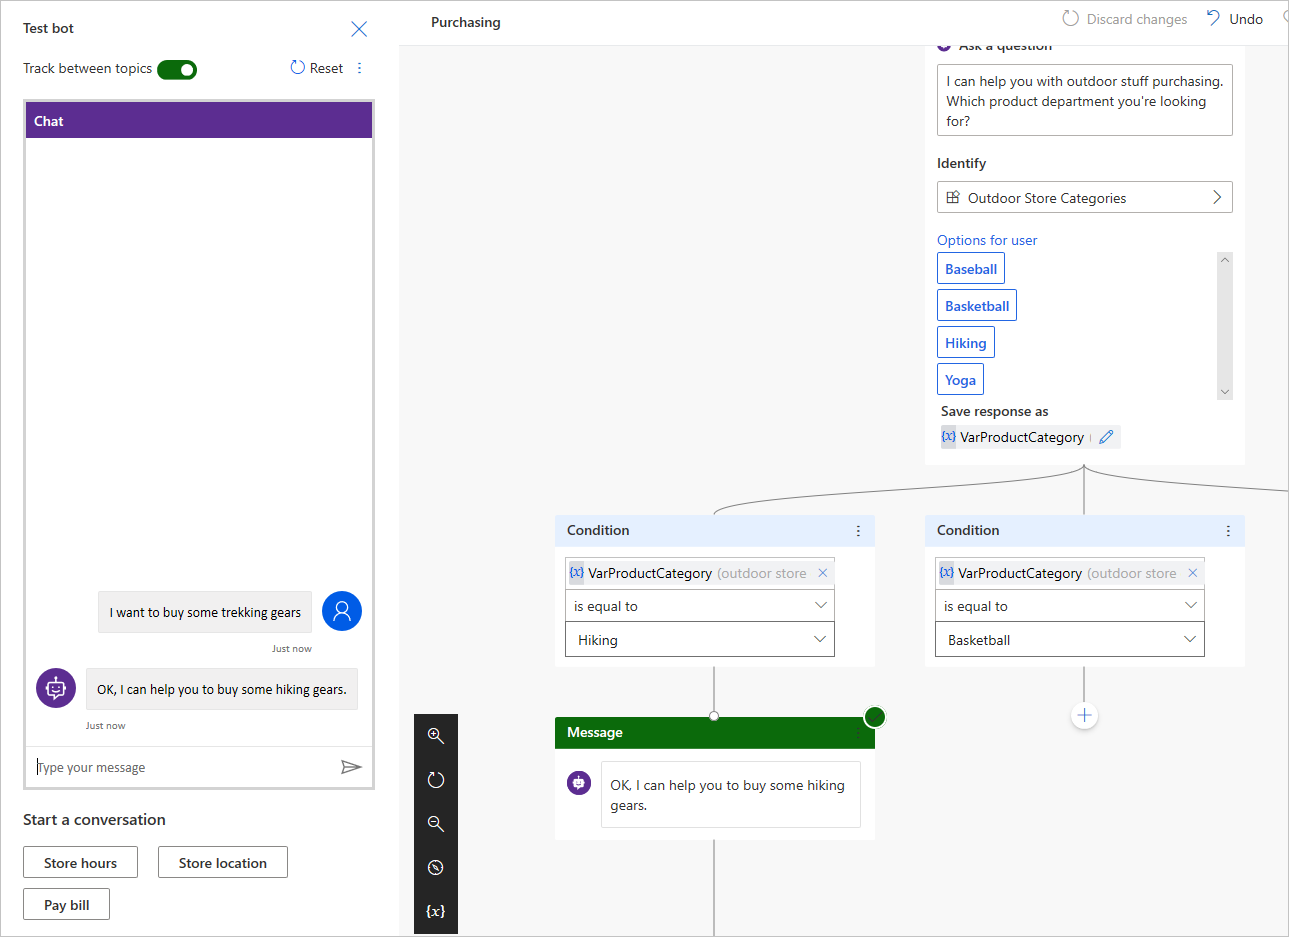 Test bot
Track between topics
Reset
Chat
I want to buy some trekking gears
Just now
OK, I can help you to buy some hiking gears.
Just now
Type your message
Start a conversation
Store hours
Store location
Pay bill
Purchasing
Discard changes
Undo
Ask a question
I can help you with outdoor stuff purchasing.
Which product department you're looking
for?
Identify
Outdoor Store Categories
Options for user
Baseball
Basketball
Hiking
Yoga
Save response as
{x} VarProductCategory
Condition
{x} VarProductCategory (outdoor store
is equal to
Hiking
Condition
{x} VarProductCategory (outdoor store
is equal to
Basketball
Message
OK, I can help you to buy some hiking
gears.
{x}